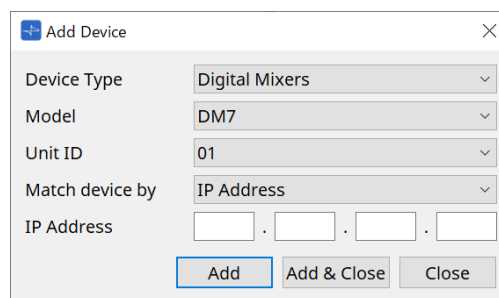 Add Device
Device Type Digital Mixers
Model DM7
Unit ID 01
Match device by IP Address
IP Address . . .
Add Add & Close Close